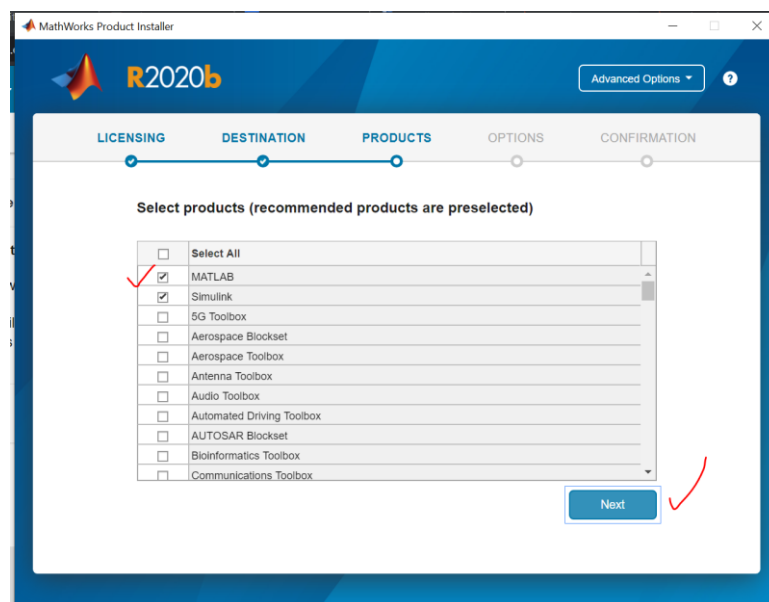 MathWorks Product Installer
R2020b
Advanced Options
?
LICENSING DESTINATION PRODUCTS OPTIONS CONFIRMATION
Select products (recommended products are preselected)
Select All
MATLAB
Simulink
5G Toolbox
Aerospace Blockset
Aerospace Toolbox
Antenna Toolbox
Audio Toolbox
Automated Driving Toolbox
AUTOSAR Blockset
Bioinformatics Toolbox
Communications Toolbox
Next